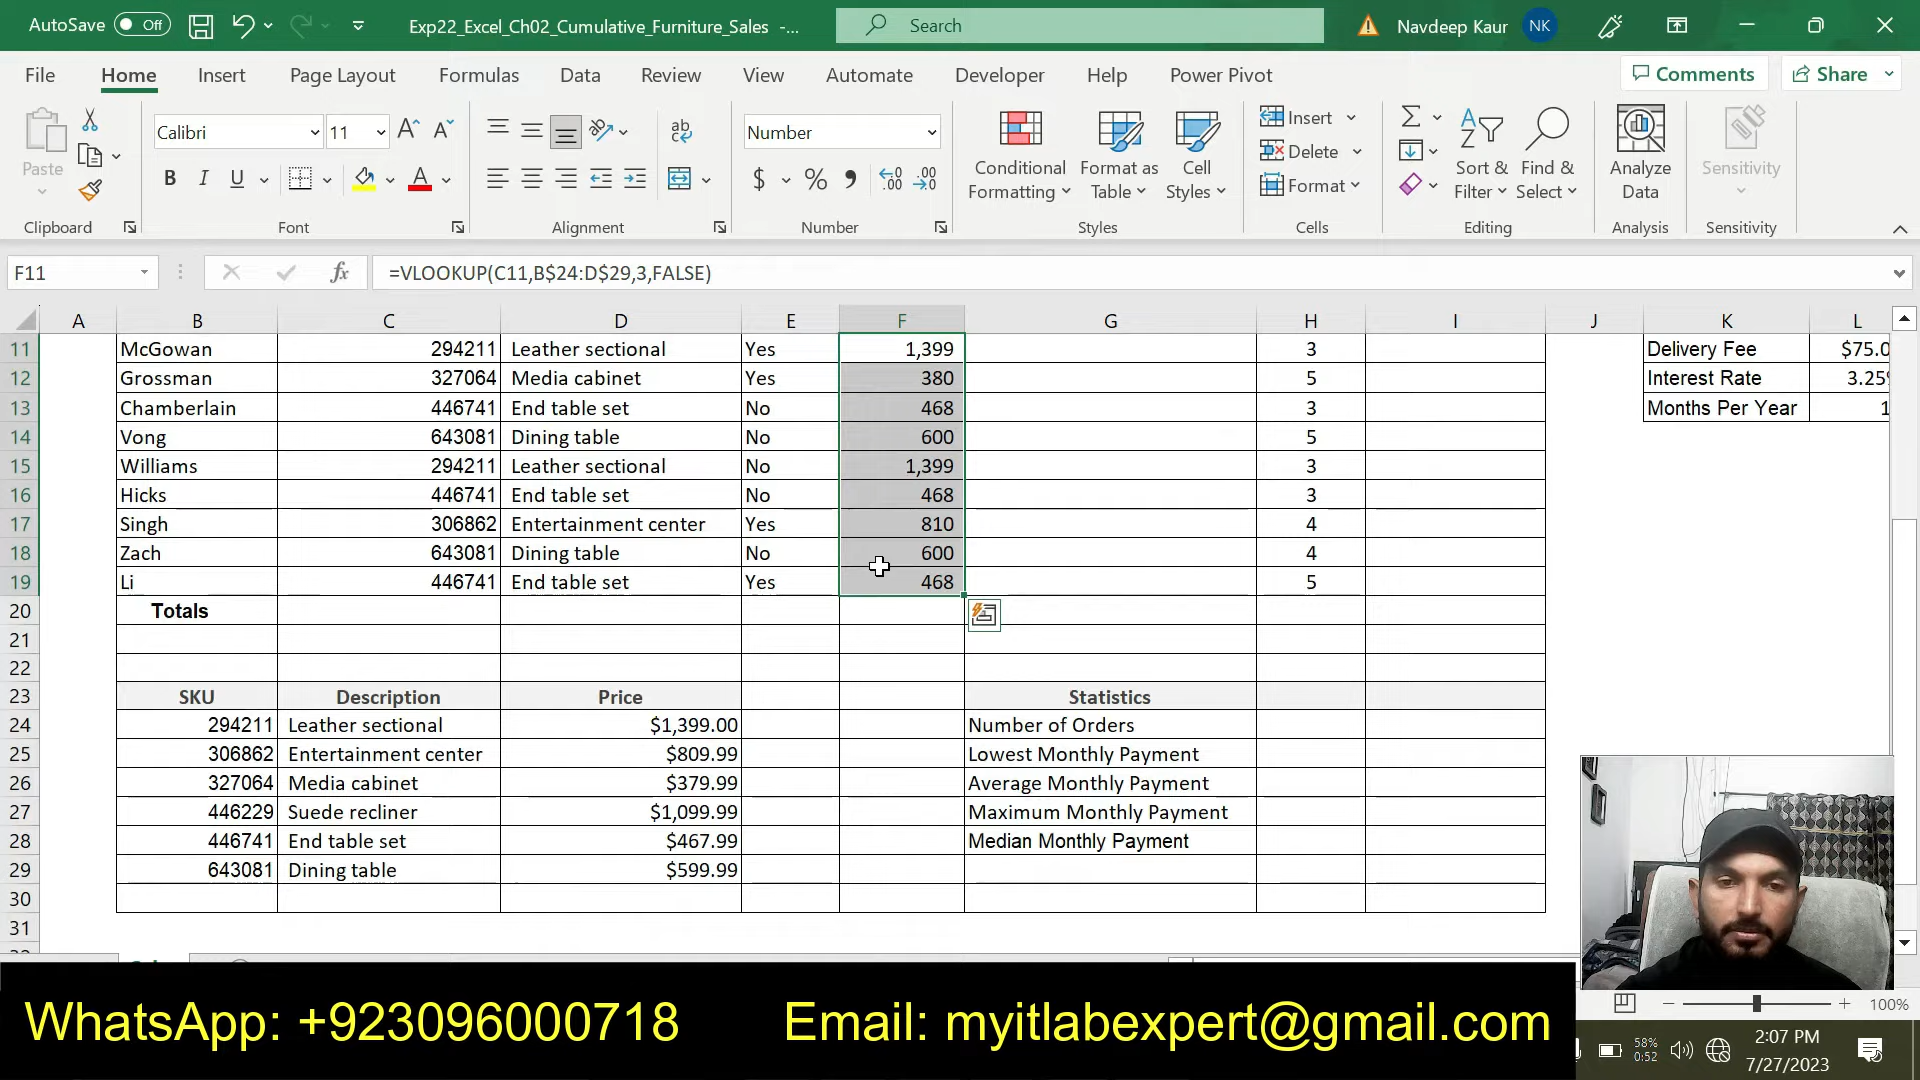 AutoSave Off Exp22_Excel_Ch02_Cumulative_Furniture_Sales -... Search Navdeep Kaur NK
File Home Insert Page Layout Formulas Data Review View Automate Developer Help Power Pivot Comments Share
Paste Calibri 11 ab Number Conditional Formatting Format as Table Cell Styles Insert Delete Format Sort & Filter Find & Select Analyze Data Sensitivity
B I U A $ % 9
Clipboard Font Alignment Number Styles Cells Editing Analysis Sensitivity
F11 fx =VLOOKUP(C11,B$24:D$29,3,FALSE)
A B C D E F G H I J K L
11 McGowan 294211 Leather sectional Yes 1,399 3 Delivery Fee $75.0
12 Grossman 327064 Media cabinet Yes 380 5 Interest Rate 3.25
13 Chamberlain 446741 End table set No 468 3 Months Per Year 1
14 Vong 643081 Dining table No 600 5
15 Williams 294211 Leather sectional No 1,399 3
16 Hicks 446741 End table set No 468 3
17 Singh 306862 Entertainment center Yes 810 4
18 Zach 643081 Dining table No 600 4
19 Li 446741 End table set Yes 468 5
20 Totals
21
22
23 SKU Description Price Statistics
24 294211 Leather sectional $1,399.00 Number of Orders
25 306862 Entertainment center $809.99 Lowest Monthly Payment
26 327064 Media cabinet $379.99 Average Monthly Payment
27 446229 Suede recliner $1,099.99 Maximum Monthly Payment
28 446741 End table set $467.99 Median Monthly Payment
29 643081 Dining table $599.99
30
31
100%
WhatsApp: +923096000718 Email: myitlabexpert@gmail.com
58%
0:52
2:07 PM
7/27/2023